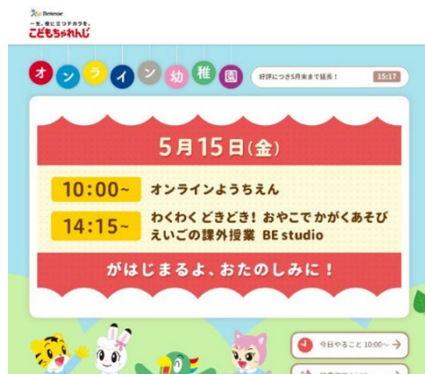 Benesse
一生、役に立つチカラを。
こどもちゃれんじ
オンライン幼稚園
好評につき5月末まで延長！ 15:17
5月15日(金)
10:00~ オンラインようちえん
14:15~ わくわくどきどき！おやこでかがくあそび
えいごの課外授業 BE studio
がはじまるよ、おたのしみに！
今日やること 10:00~ →